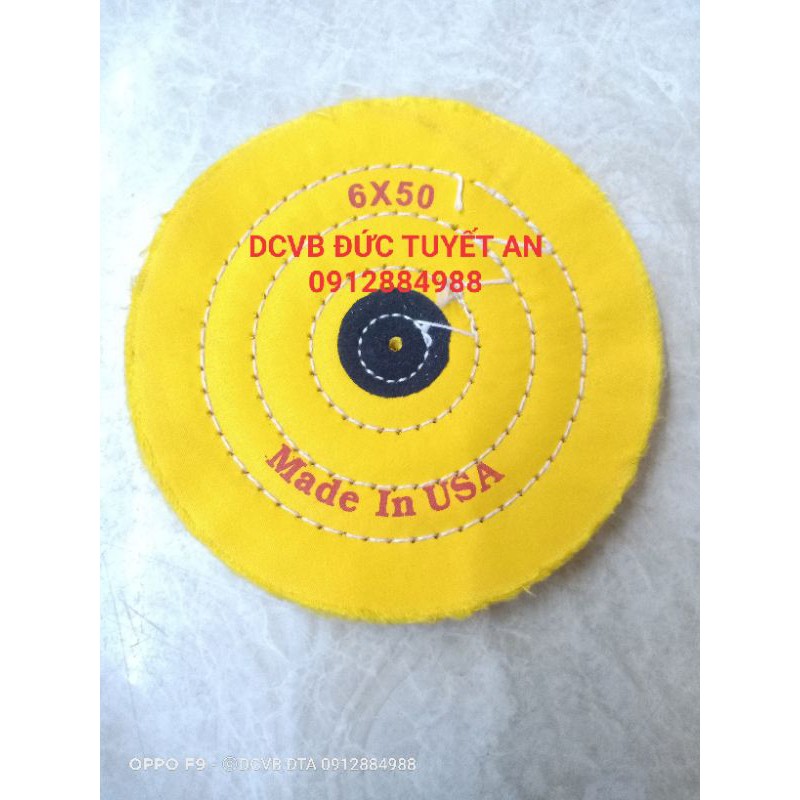 6X50
DCVB ĐỨC TUYẾT AN
0912884988
Made In USA
OPPO F9 - @DCVB.DTA 0912884988